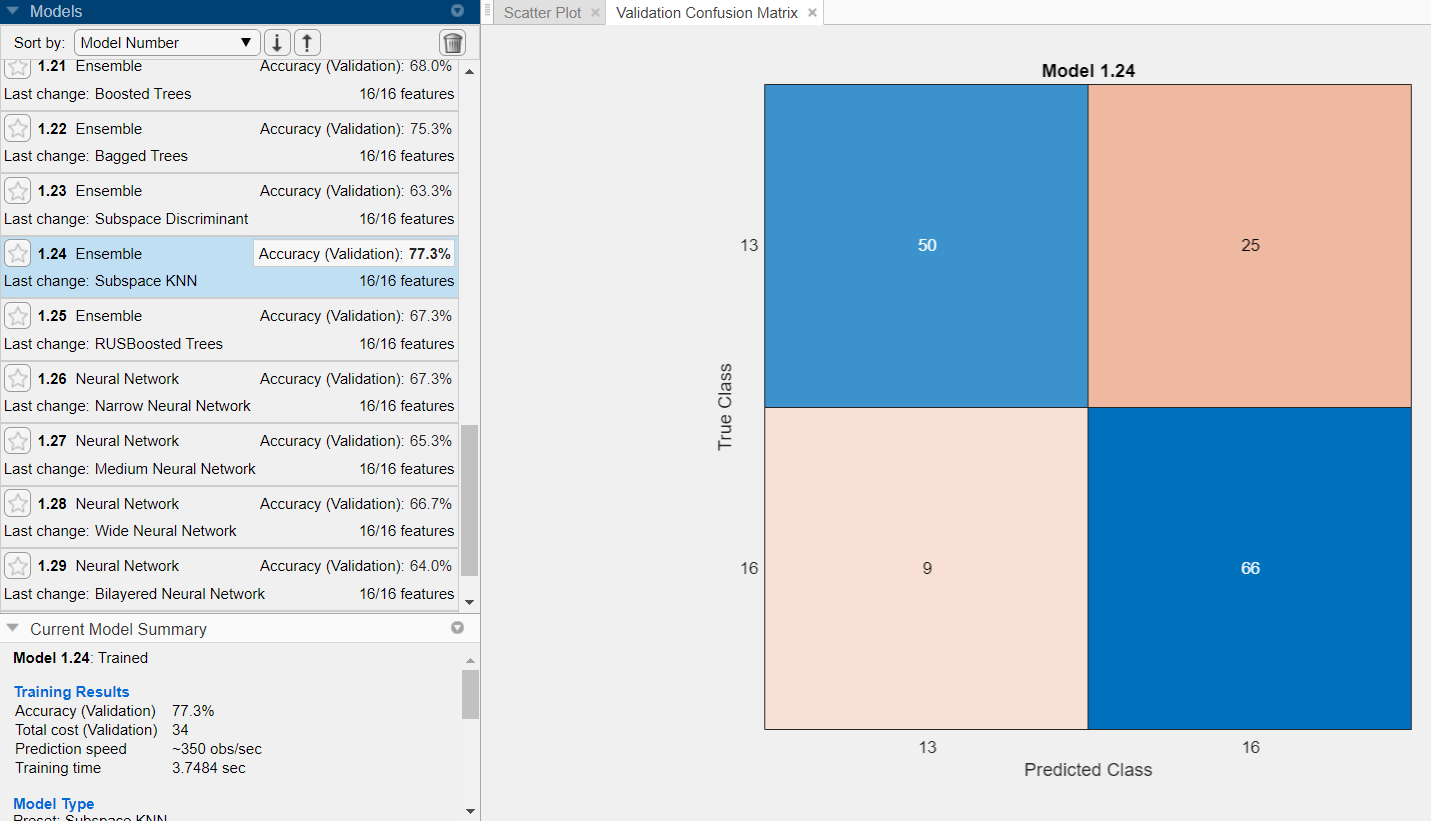 Models
Sort by: Model Number
1.21 Ensemble Accuracy (Validation): 68.0%
Last change: Boosted Trees 16/16 features
1.22 Ensemble Accuracy (Validation): 75.3%
Last change: Bagged Trees 16/16 features
1.23 Ensemble Accuracy (Validation): 63.3%
Last change: Subspace Discriminant 16/16 features
1.24 Ensemble Accuracy (Validation): 77.3%
Last change: Subspace KNN 16/16 features
1.25 Ensemble Accuracy (Validation): 67.3%
Last change: RUSBoosted Trees 16/16 features
1.26 Neural Network Accuracy (Validation): 67.3%
Last change: Narrow Neural Network 16/16 features
1.27 Neural Network Accuracy (Validation): 65.3%
Last change: Medium Neural Network 16/16 features
1.28 Neural Network Accuracy (Validation): 66.7%
Last change: Wide Neural Network 16/16 features
1.29 Neural Network Accuracy (Validation): 64.0%
Last change: Bilayered Neural Network 16/16 features
Current Model Summary
Model 1.24: Trained
Training Results
Accuracy (Validation) 77.3%
Total cost (Validation) 34
Prediction speed ~350 obs/sec
Training time 3.7484 sec
Model Type
Preset: Subspace KNN
Scatter Plot Validation Confusion Matrix
Model 1.24
13 50 25
True Class
16 9 66
13 16
Predicted Class